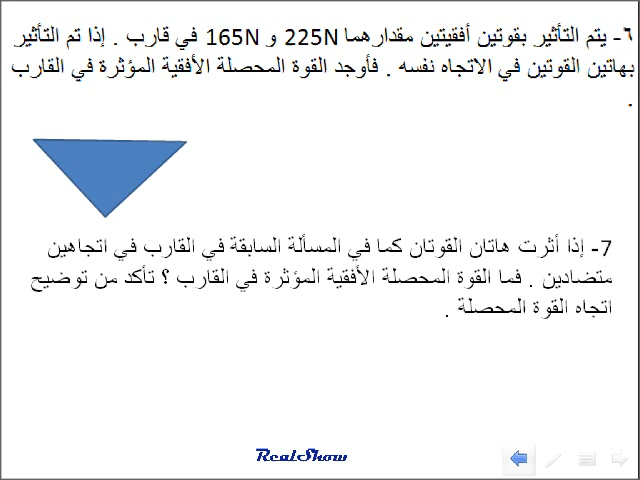 ٦- يتم التأثير بقوتين أفقيتين مقدارهما 225N و 165N في قارب . إذا تم التأثير
بهاتين القوتين في الاتجاه نفسه . فأوجد القوة المحصلة الأفقية المؤثرة في القارب
.
7- إذا أثرت هاتان القوتان كما في المسألة السابقة في القارب في اتجاهين
متضادين . فما القوة المحصلة الأفقية المؤثرة في القارب ؟ تأكد من توضيح
اتجاه القوة المحصلة .
RealShow